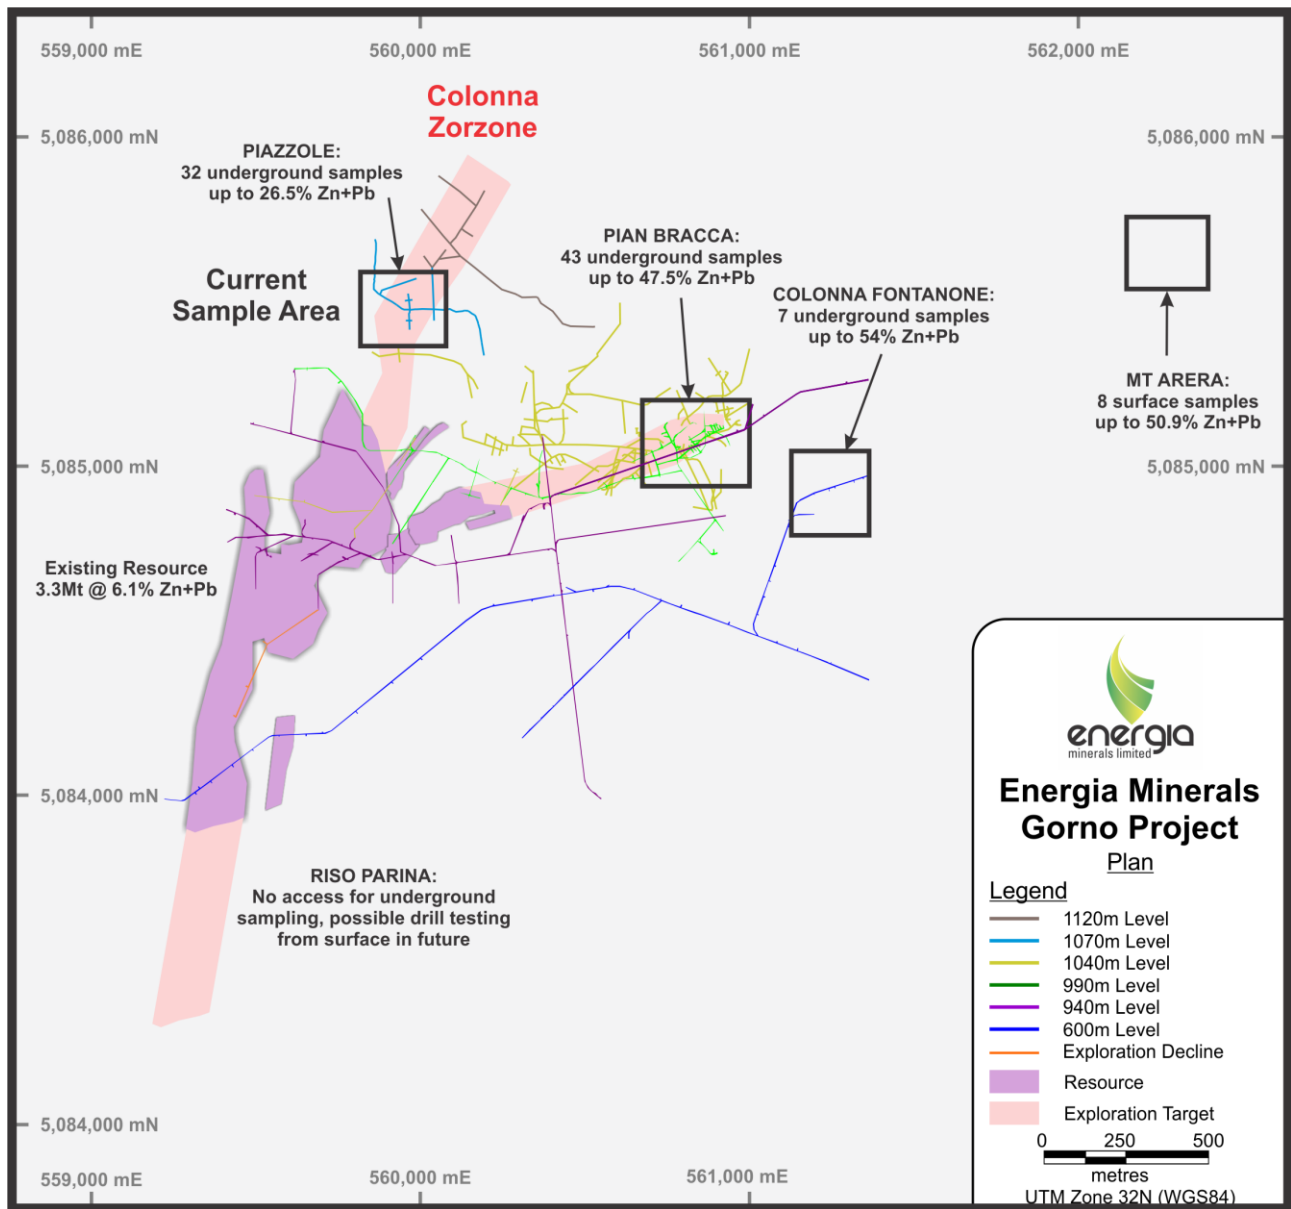 559,000 mE
560,000 mE
561,000 mE
562,000 mE
Colonna
Zorzone
5,086,000 mN
5,086,000 mN
PIAZZOLE:
32 underground samples
up to 26.5% Zn+Pb
PIAN BRACCA:
43 underground samples
up to 47.5% Zn+Pb
Current
Sample Area
COLONNA FONTANONE:
7 underground samples
up to 54% Zn+Pb
MT ARERA:
8 surface samples
up to 50.9% Zn+Pb
5,085,000 mN
5,085,000 mN
Existing Resource
3.3Mt @ 6.1% Zn+Pb
5,084,000 mN
RISO PARINA:
No access for underground
sampling, possible drill testing
from surface in future
5,084,000 mN
559,000 mE
560,000 mE
561,000 mE
energia
minerals limited
Energia Minerals
Gorno Project
Plan
Legend
1120m Level
1070m Level
1040m Level
990m Level
940m Level
600m Level
Exploration Decline
Resource
Exploration Target
0 250 500
metres
UTM Zone 32N (WGS84)